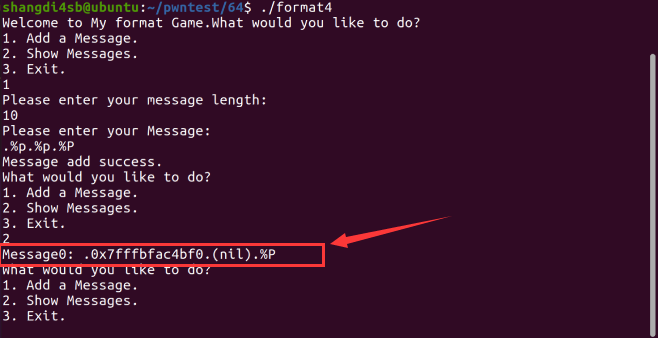 shangdi4sb@ubuntu:~/pwntest/64$ ./format4
Welcome to My format Game.What would you like to do?
1. Add a Message.
2. Show Messages.
3. Exit.
1
Please enter your message length:
10
Please enter your Message:
.%p.%p.%P
Message add success.
What would you like to do?
1. Add a Message.
2. Show Messages.
3. Exit.
2
Message0: .0x7fffbfac4bf0.(nil).%P
What would you like to do?
1. Add a Message.
2. Show Messages.
3. Exit.